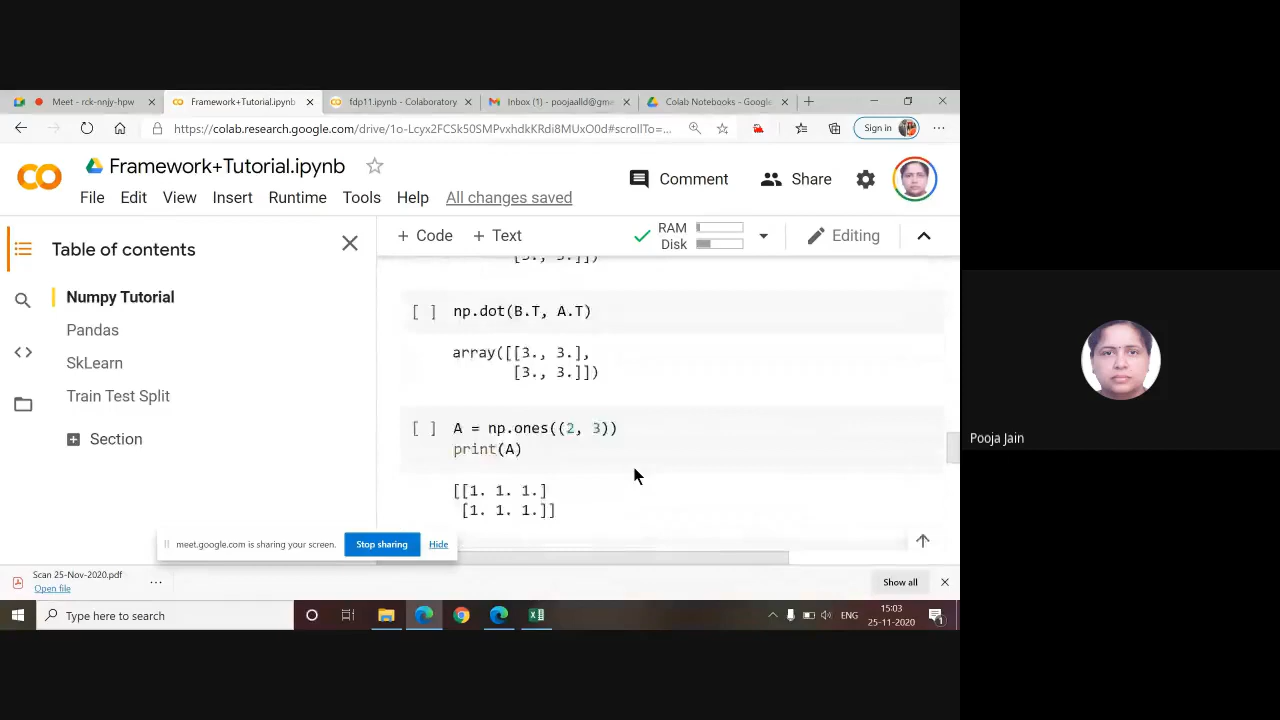 Meet - rck-nnjy-hpw
Framework+Tutorial.ipynb
fdp11.ipynb - Colaboratory
Inbox (1) - poojaalld@gm
Colab Notebooks - Google
https://colab.research.google.com/drive/1o-Lcyx2FCSk50SMPvxhdkKRdi8MUxO0d#scrollTo=...
Sign in
CO
Framework+Tutorial.ipynb
Comment
Share
File Edit View Insert Runtime Tools Help All changes saved
Table of contents
+ Code + Text
RAM
Disk
Editing
Numpy Tutorial
Pandas
SkLearn
Train Test Split
Section
[3., 3.]])
[ ] np.dot(B.T, A.T)
array([[3., 3.],
[3., 3.]])
[ ] A = np.ones((2, 3))
print(A)
[[1. 1. 1.]
[1. 1. 1.]]
meet.google.com is sharing your screen.
Stop sharing
Hide
Scan 25-Nov-2020.pdf
Open file
Show all
Type here to search
ENG
15:03
25-11-2020
1
Pooja Jain